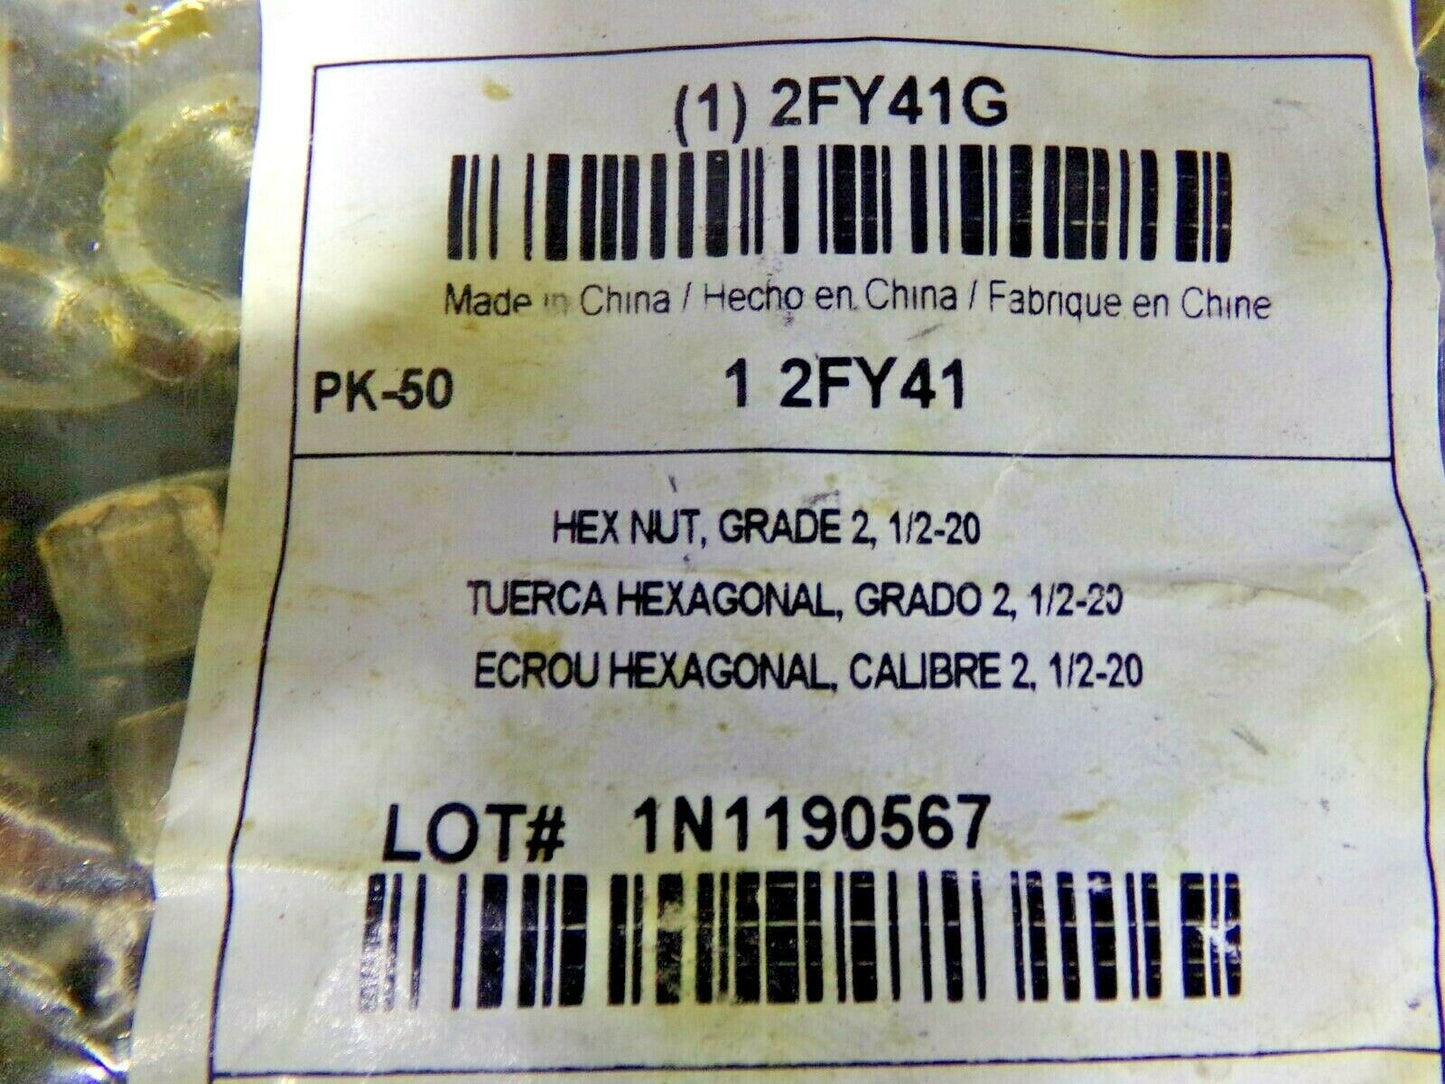 (1) 2FY41G
Made in China / Hecho en China / Fabrique en Chine
PK-50 1 2FY41
HEX NUT, GRADE 2, 1/2-20
TUERCA HEXAGONAL, GRADO 2, 1/2-20
ECROU HEXAGONAL, CALIBRE 2, 1/2-20
LOT# 1N1190567